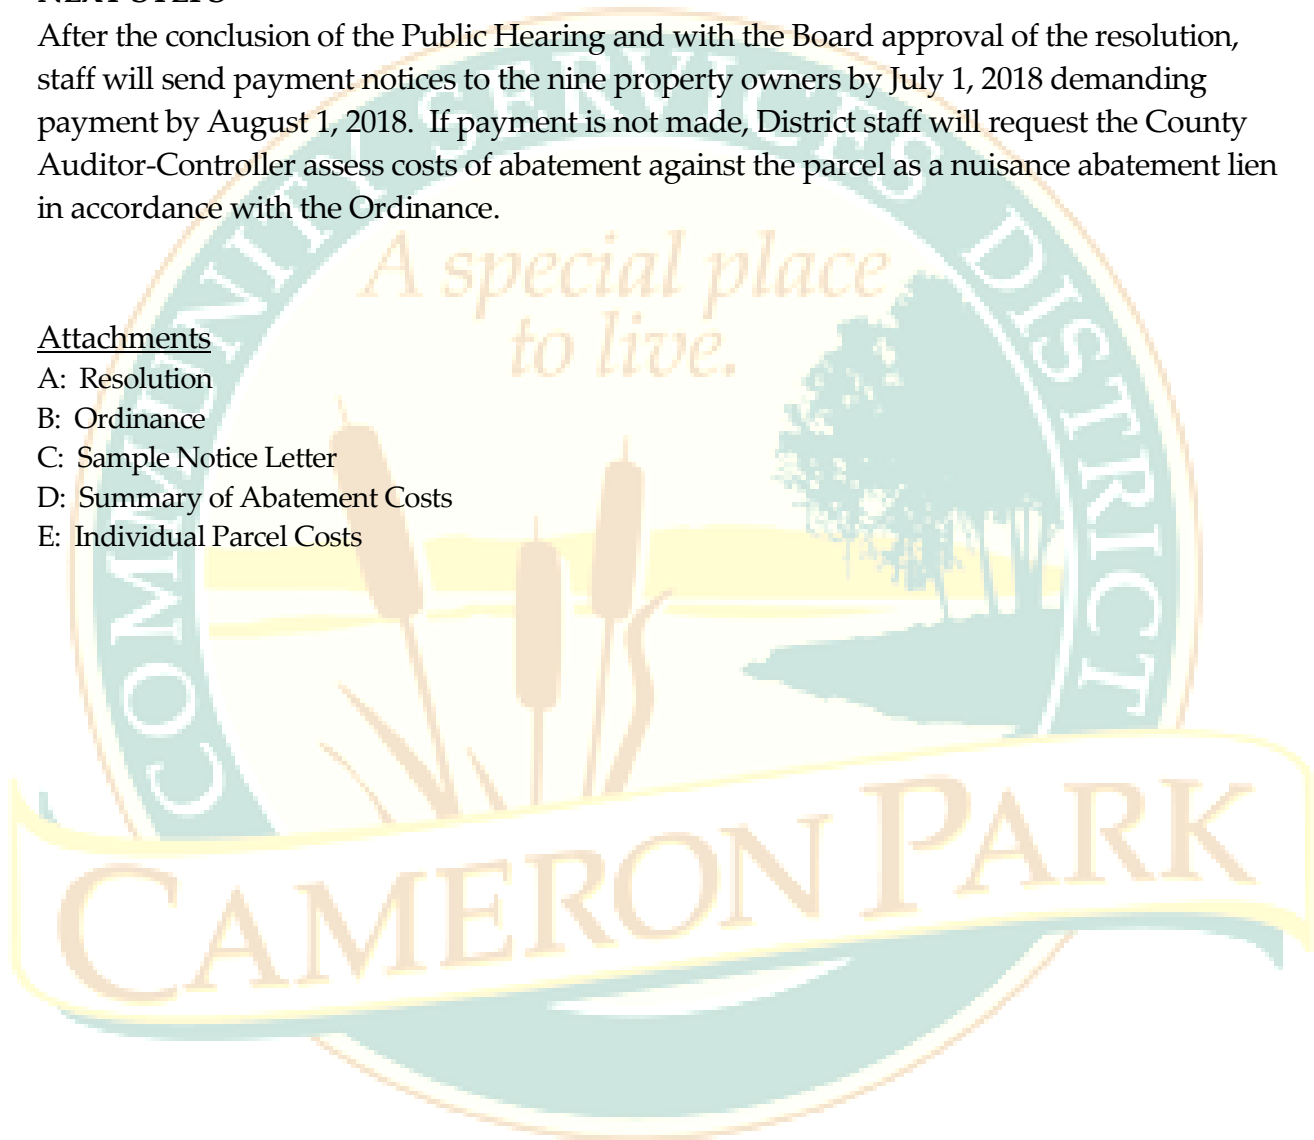 NEXT STEPS
After the conclusion of the Public Hearing and with the Board approval of the resolution,
staff will send payment notices to the nine property owners by July 1, 2018 demanding
payment by August 1, 2018.  If payment is not made, District staff will request the County
Auditor-Controller assess costs of abatement against the parcel as a nuisance abatement lien
in accordance with the Ordinance.
Attachments
A:  Resolution
B:  Ordinance
C:  Sample Notice Letter
D:  Summary of Abatement Costs
E:  Individual Parcel Costs
COMMUNITY SERVICES DISTRICT
A special place
to live.
CAMERON PARK